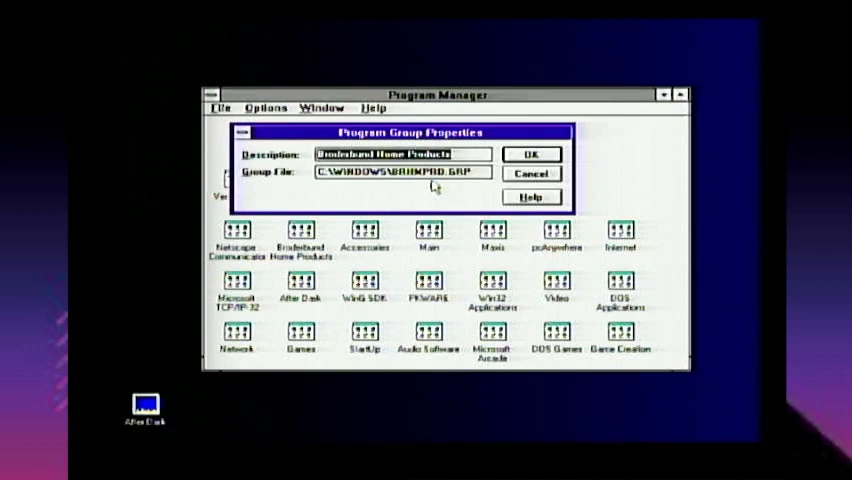 Program Manager
File Options Window Help
Program Group Properties
Description: Broderbund Home Products OK
Group File: C:\WINDOWS\BRHMPRD.GRP Cancel
Help
Netscape Communicator
Broderbund Home Products
Accessories
Main
Maxis
pcAnywhere
Internet
Microsoft TCP/IP-32
After Dark
WinG SDK
PKWARE
Win32 Applications
Video
DOS Applications
Network
Games
StartUp
Audio Software
Microsoft Arcade
DOS Games
Game Creation
After Dark